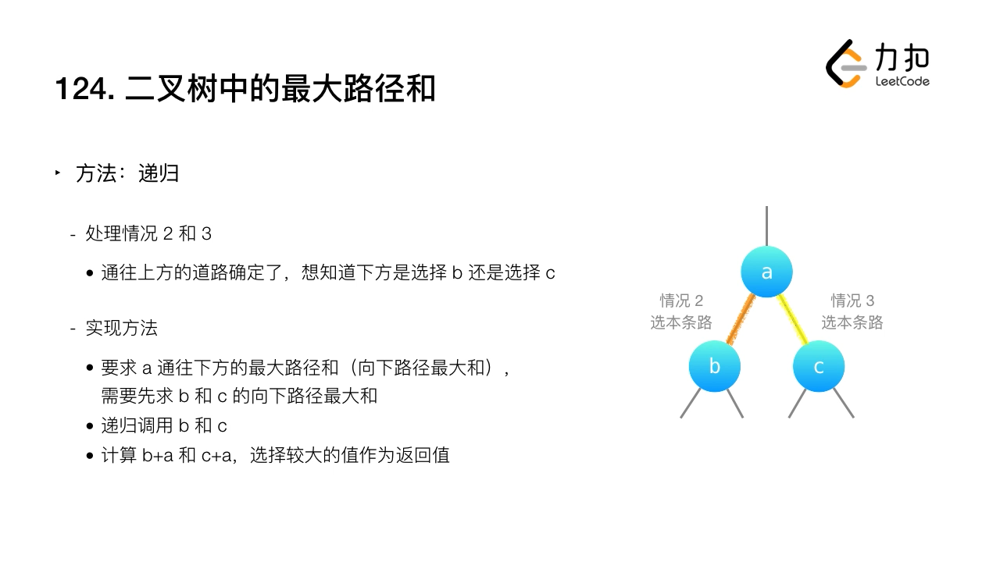 力扣
LeetCode
124. 二叉树中的最大路径和
‣ 方法：递归
- 处理情况 2 和 3
• 通往上方的道路确定了，想知道下方是选择 b 还是选择 c
- 实现方法
• 要求 a 通往下方的最大路径和（向下路径最大和），
需要先求 b 和 c 的向下路径最大和
• 递归调用 b 和 c
• 计算 b+a 和 c+a，选择较大的值作为返回值
a
情况 2
选本条路
情况 3
选本条路
b
c